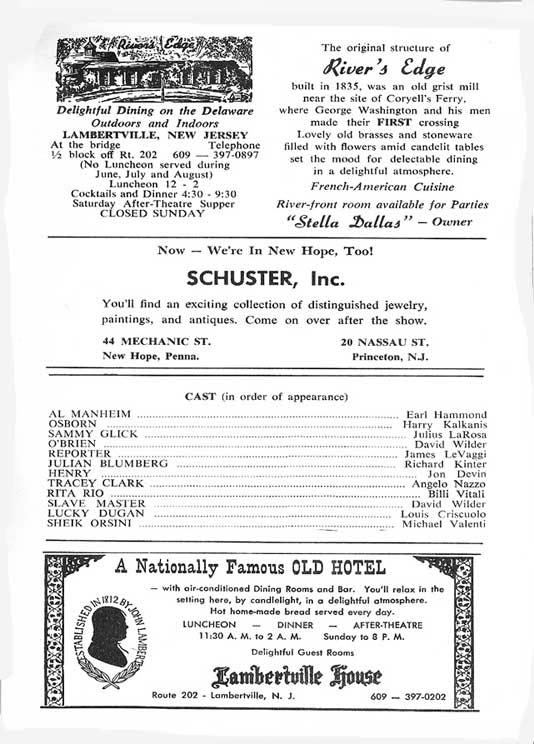 River's Edge
Delightful Dining on the Delaware
Outdoors and Indoors
LAMBERTVILLE, NEW JERSEY
At the bridge Telephone
½ block off Rt. 202 609 — 397-0897
(No Luncheon served during
June, July and August)
Luncheon 12 - 2
Cocktails and Dinner 4:30 - 9:30
Saturday After-Theatre Supper
CLOSED SUNDAY
The original structure of
River's Edge
built in 1835, was an old grist mill
near the site of Coryell's Ferry,
where George Washington and his men
made their FIRST crossing
Lovely old brasses and stoneware
filled with flowers amid candelit tables
set the mood for delectable dining
in a delightful atmosphere.
French-American Cuisine
River-front room available for Parties
"Stella Dallas" — Owner
Now — We're In New Hope, Too!
SCHUSTER, Inc.
You'll find an exciting collection of distinguished jewelry,
paintings, and antiques. Come on over after the show.
44 MECHANIC ST. 20 NASSAU ST.
New Hope, Penna. Princeton, N.J.
CAST (in order of appearance)
AL MANHEIM ........ Earl Hammond
OSBORN ........ Harry Kalkanis
SAMMY GLICK ........ Julius LaRosa
O'BRIEN ........ David Wilder
REPORTER ........ James LeVaggi
JULIAN BLUMBERG ........ Richard Kinter
HENRY ........ Jon Devin
TRACEY CLARK ........ Angelo Nazzo
RITA RIO ........ Billi Vitali
SLAVE MASTER ........ David Wilder
LUCKY DUGAN ........ Louis Criscuolo
SHEIK ORSINI ........ Michael Valenti
A Nationally Famous OLD HOTEL
— with air-conditioned Dining Rooms and Bar. You'll relax in the
setting here, by candlelight, in a delightful atmosphere.
Hot home-made bread served every day.
LUNCHEON — DINNER — AFTER-THEATRE
11:30 A. M. to 2 A. M. Sunday to 8 P. M.
Delightful Guest Rooms
ESTABLISHED IN 1812 BY JOHN LAMBERT
Lambertville House
Route 202 - Lambertville, N. J. 609 — 397-0202